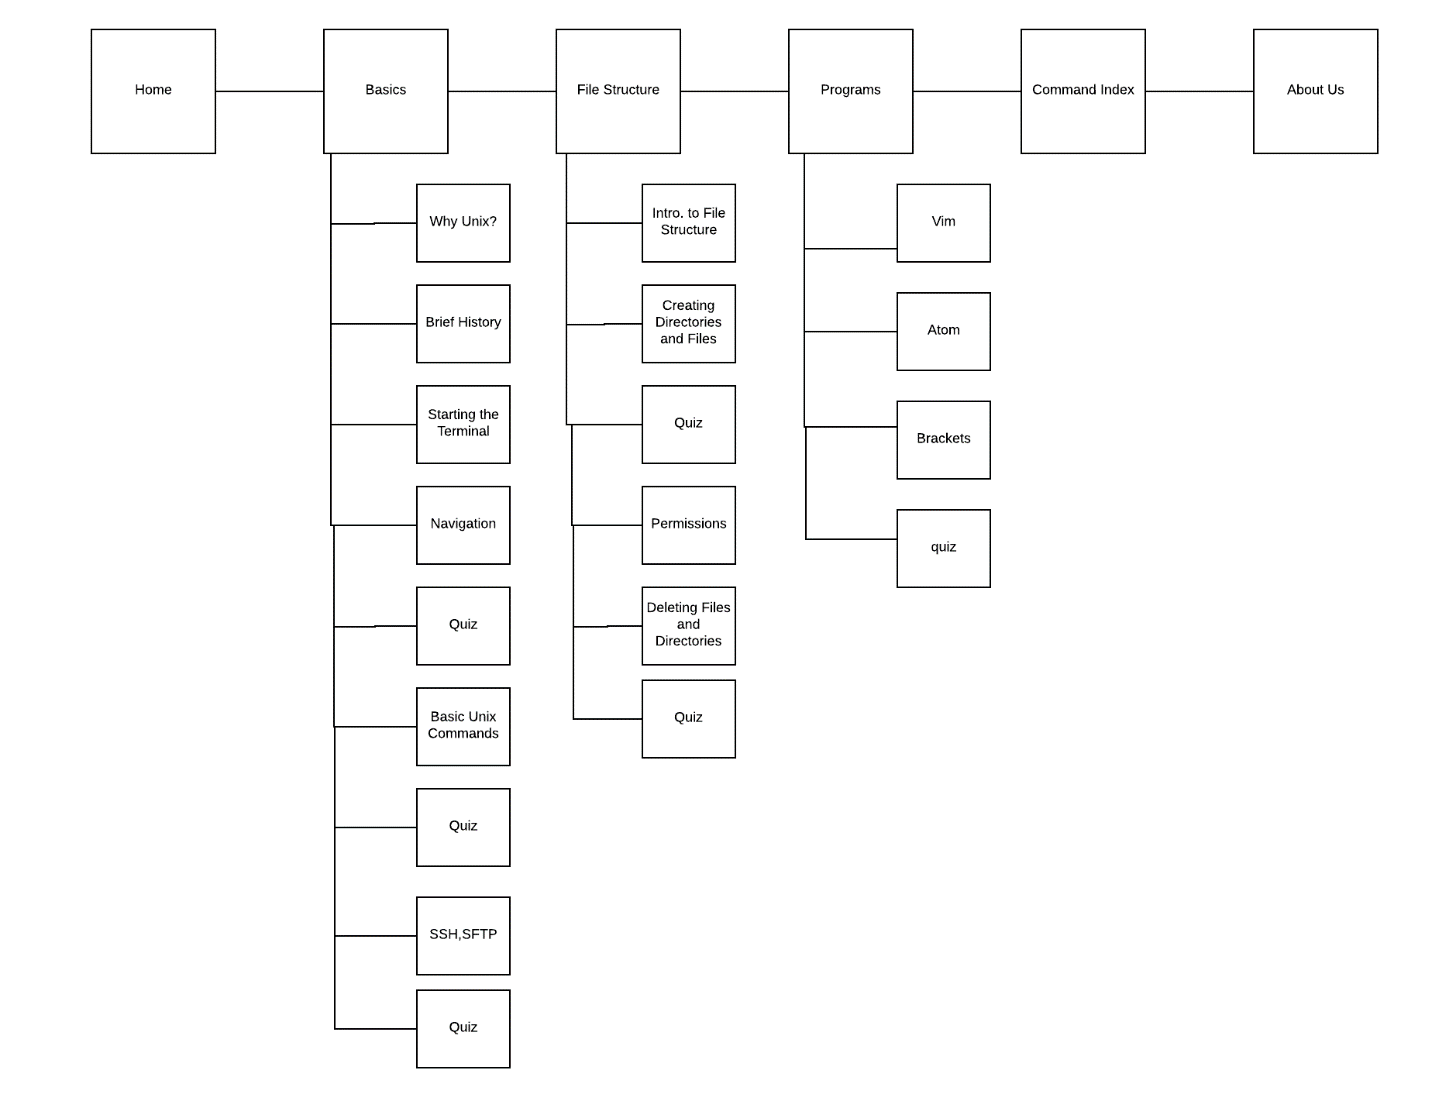 Home
Basics
File Structure
Programs
Command Index
About Us
Why Unix?
Brief History
Starting the
Terminal
Navigation
Quiz
Basic Unix
Commands
Quiz
SSH,SFTP
Quiz
Intro. to File
Structure
Creating
Directories
and Files
Quiz
Permissions
Deleting Files
and
Directories
Quiz
Vim
Atom
Brackets
quiz